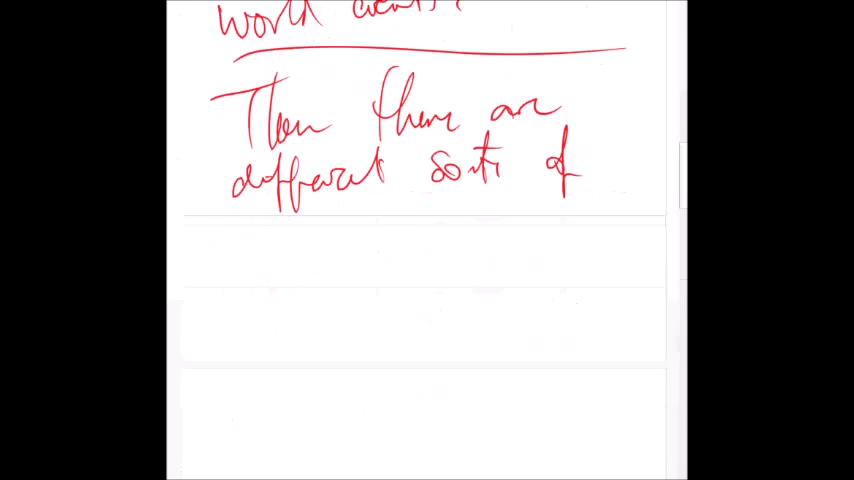 world events.
Then there are
different sorts of